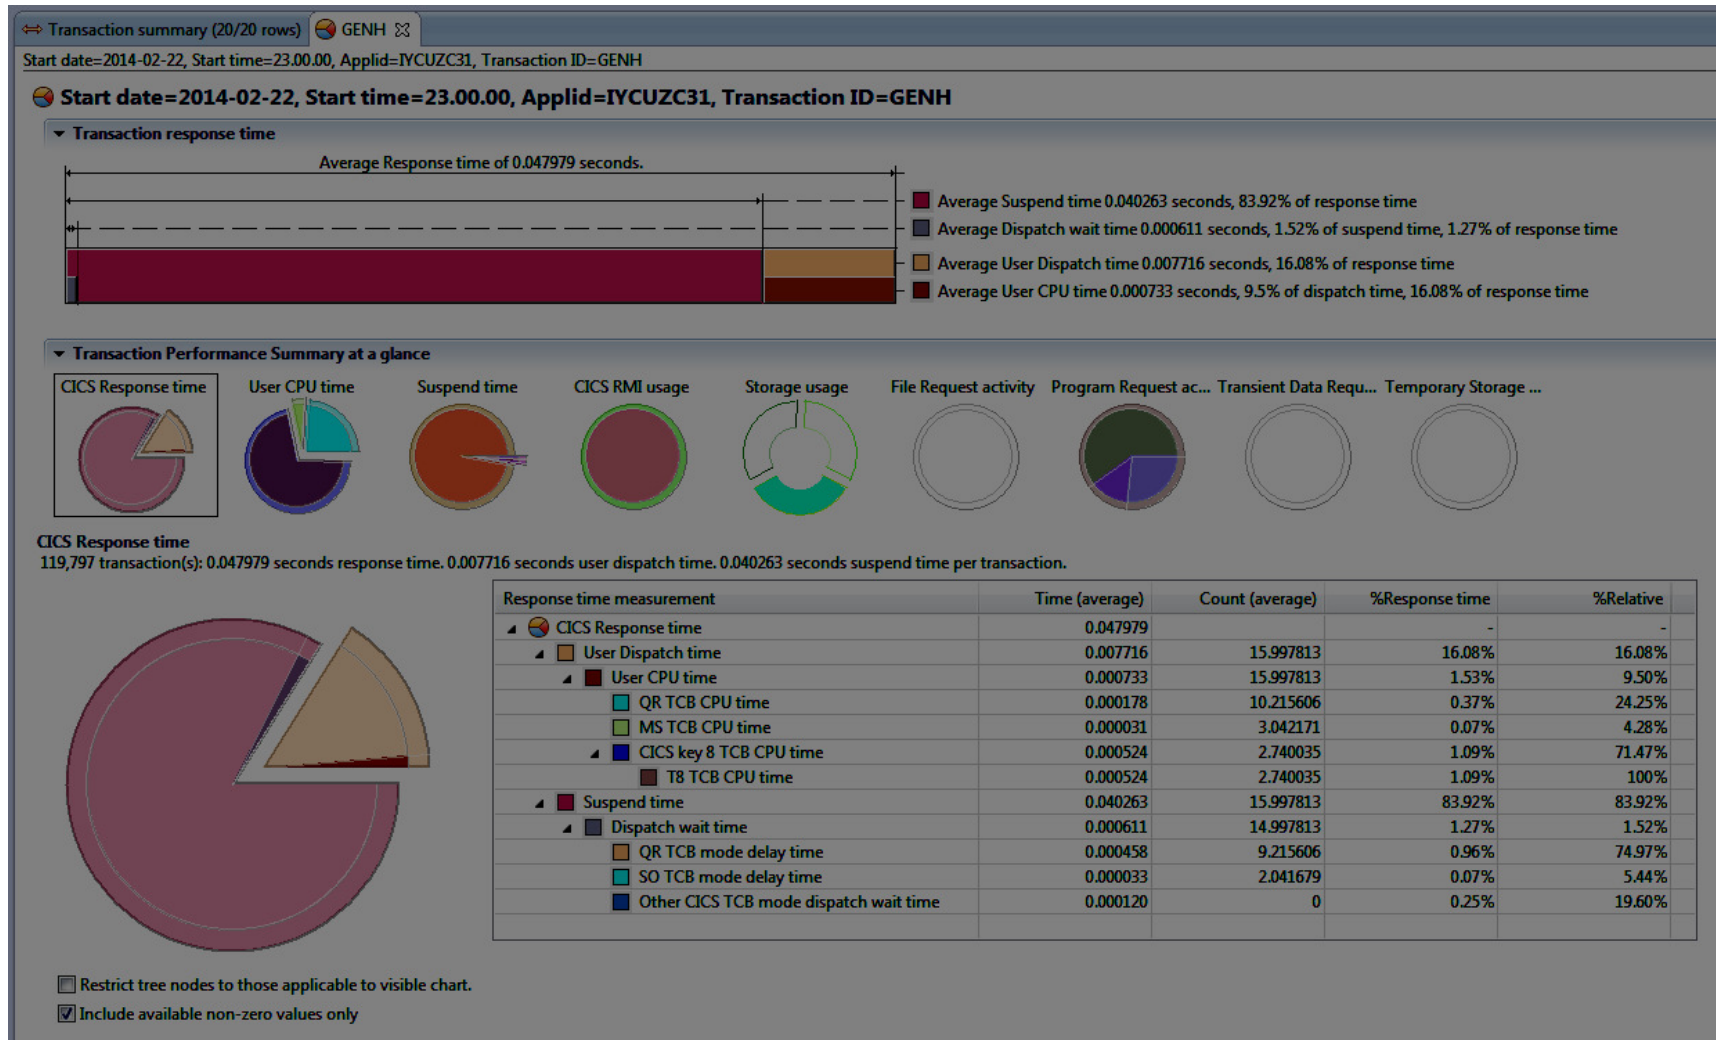 Transaction summary (20/20 rows) GENH
Start date=2014-02-22, Start time=23.00.00, Applid=IYCUZC31, Transaction ID=GENH
Start date=2014-02-22, Start time=23.00.00, Applid=IYCUZC31, Transaction ID=GENH
Transaction response time
Average Response time of 0.047979 seconds.
Average Suspend time 0.040263 seconds, 83.92% of response time
Average Dispatch wait time 0.000611 seconds, 1.52% of suspend time, 1.27% of response time
Average User Dispatch time 0.007716 seconds, 16.08% of response time
Average User CPU time 0.000733 seconds, 9.5% of dispatch time, 16.08% of response time
Transaction Performance Summary at a glance
CICS Response time User CPU time Suspend time CICS RMI usage Storage usage File Request activity Program Request ac... Transient Data Requ... Temporary Storage ...
CICS Response time
119,797 transaction(s): 0.047979 seconds response time. 0.007716 seconds user dispatch time. 0.040263 seconds suspend time per transaction.
Response time measurement Time (average) Count (average) %Response time %Relative
CICS Response time 0.047979 - -
User Dispatch time 0.007716 15.997813 16.08% 16.08%
User CPU time 0.000733 15.997813 1.53% 9.50%
QR TCB CPU time 0.000178 10.215606 0.37% 24.25%
MS TCB CPU time 0.000031 3.042171 0.07% 4.28%
CICS key 8 TCB CPU time 0.000524 2.740035 1.09% 71.47%
T8 TCB CPU time 0.000524 2.740035 1.09% 100%
Suspend time 0.040263 15.997813 83.92% 83.92%
Dispatch wait time 0.000611 14.997813 1.27% 1.52%
QR TCB mode delay time 0.000458 9.215606 0.96% 74.97%
SO TCB mode delay time 0.000033 2.041679 0.07% 5.44%
Other CICS TCB mode dispatch wait time 0.000120 0 0.25% 19.60%
Restrict tree nodes to those applicable to visible chart.
Include available non-zero values only